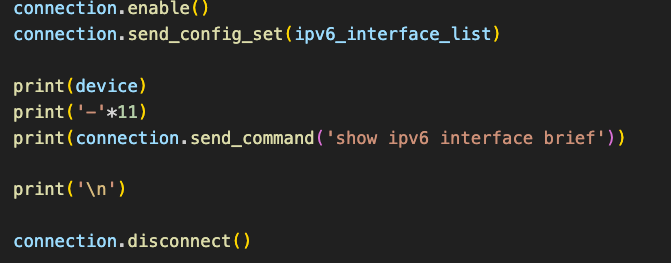 connection.enable()
connection.send_config_set(ipv6_interface_list)
print(device)
print('-'*11)
print(connection.send_command('show ipv6 interface brief'))
print('\n')
connection.disconnect()